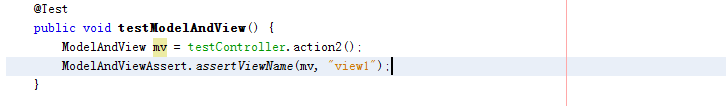 @Test
public void testModelAndView() {
ModelAndView mv = testController.action2();
ModelAndViewAssert.assertViewName(mv, "view1");
}